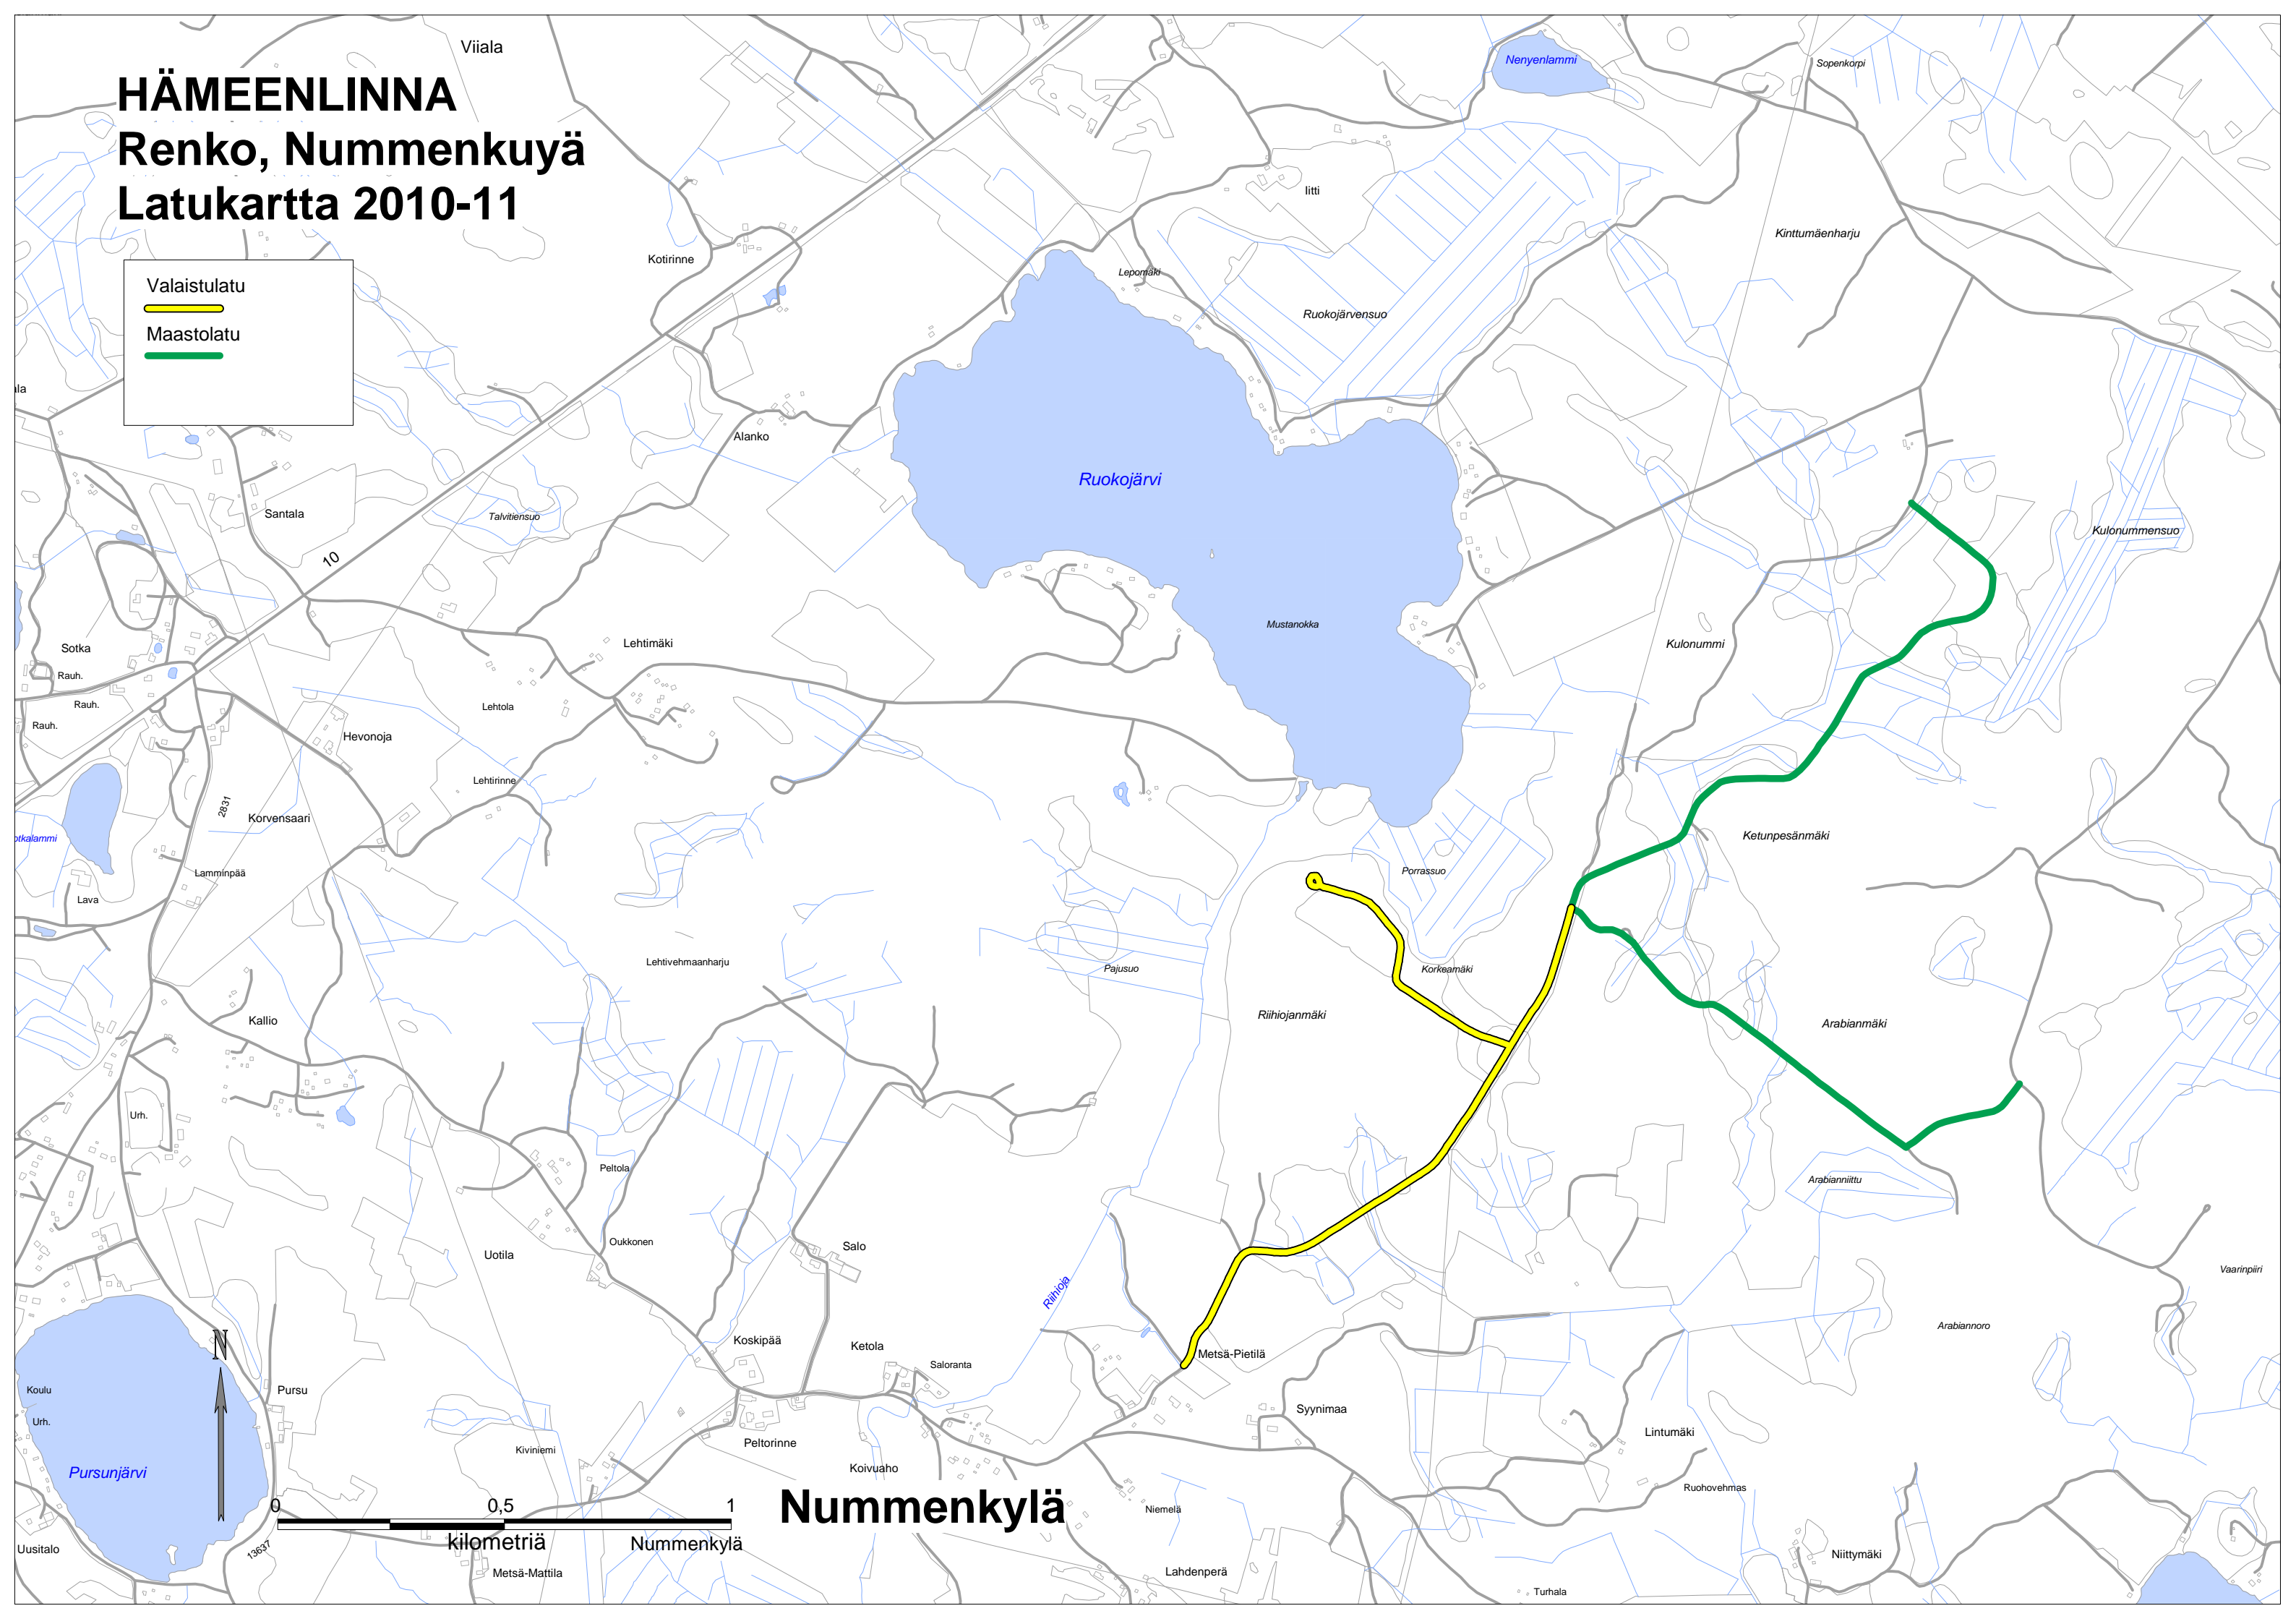 HÄMEENLINNA
Renko, Nummenkuyä
Latukartta 2010-11
Valaistulatu
Maastolatu
Viiala
Nenyenlammi
Sopenkorpi
Iitti
Kinttumäenharju
Kotirinne
Lepomäki
Ruokojärvensuo
ala
Alanko
Ruokojärvi
Santala
Talvitiensuo
10
Kulonummensuo
Mustanokka
Sotka
Lehtimäki
Kulonummi
Rauh.
Rauh.
Rauh.
Lehtola
Hevonoja
Lehtirinne
2831
Korvensaari
otkalammi
Ketunpesänmäki
Lamminpää
Porrassuo
Lava
Lehtivehmaanharju
Pajusuo
Korkeamäki
Kallio
Riihiojanmäki
Arabianmäki
Urh.
Peltola
Arabianniittu
Oukkonen
Salo
Uotila
Vaarinpiiri
Riihioja
Arabiannoro
N
Koskipää
Ketola
Saloranta
Metsä-Pietilä
Koulu
Pursu
Urh.
Syynimaa
Lintumäki
Peltorinne
Kiviniemi
Pursunjärvi
Koivuaho
Ruohovehmas
0 0,5 1
Nummenkylä
Niemelä
kilometriä
Nummenkylä
13637
Uusitalo
Niittymäki
Metsä-Mattila
Lahdenperä
Turhala